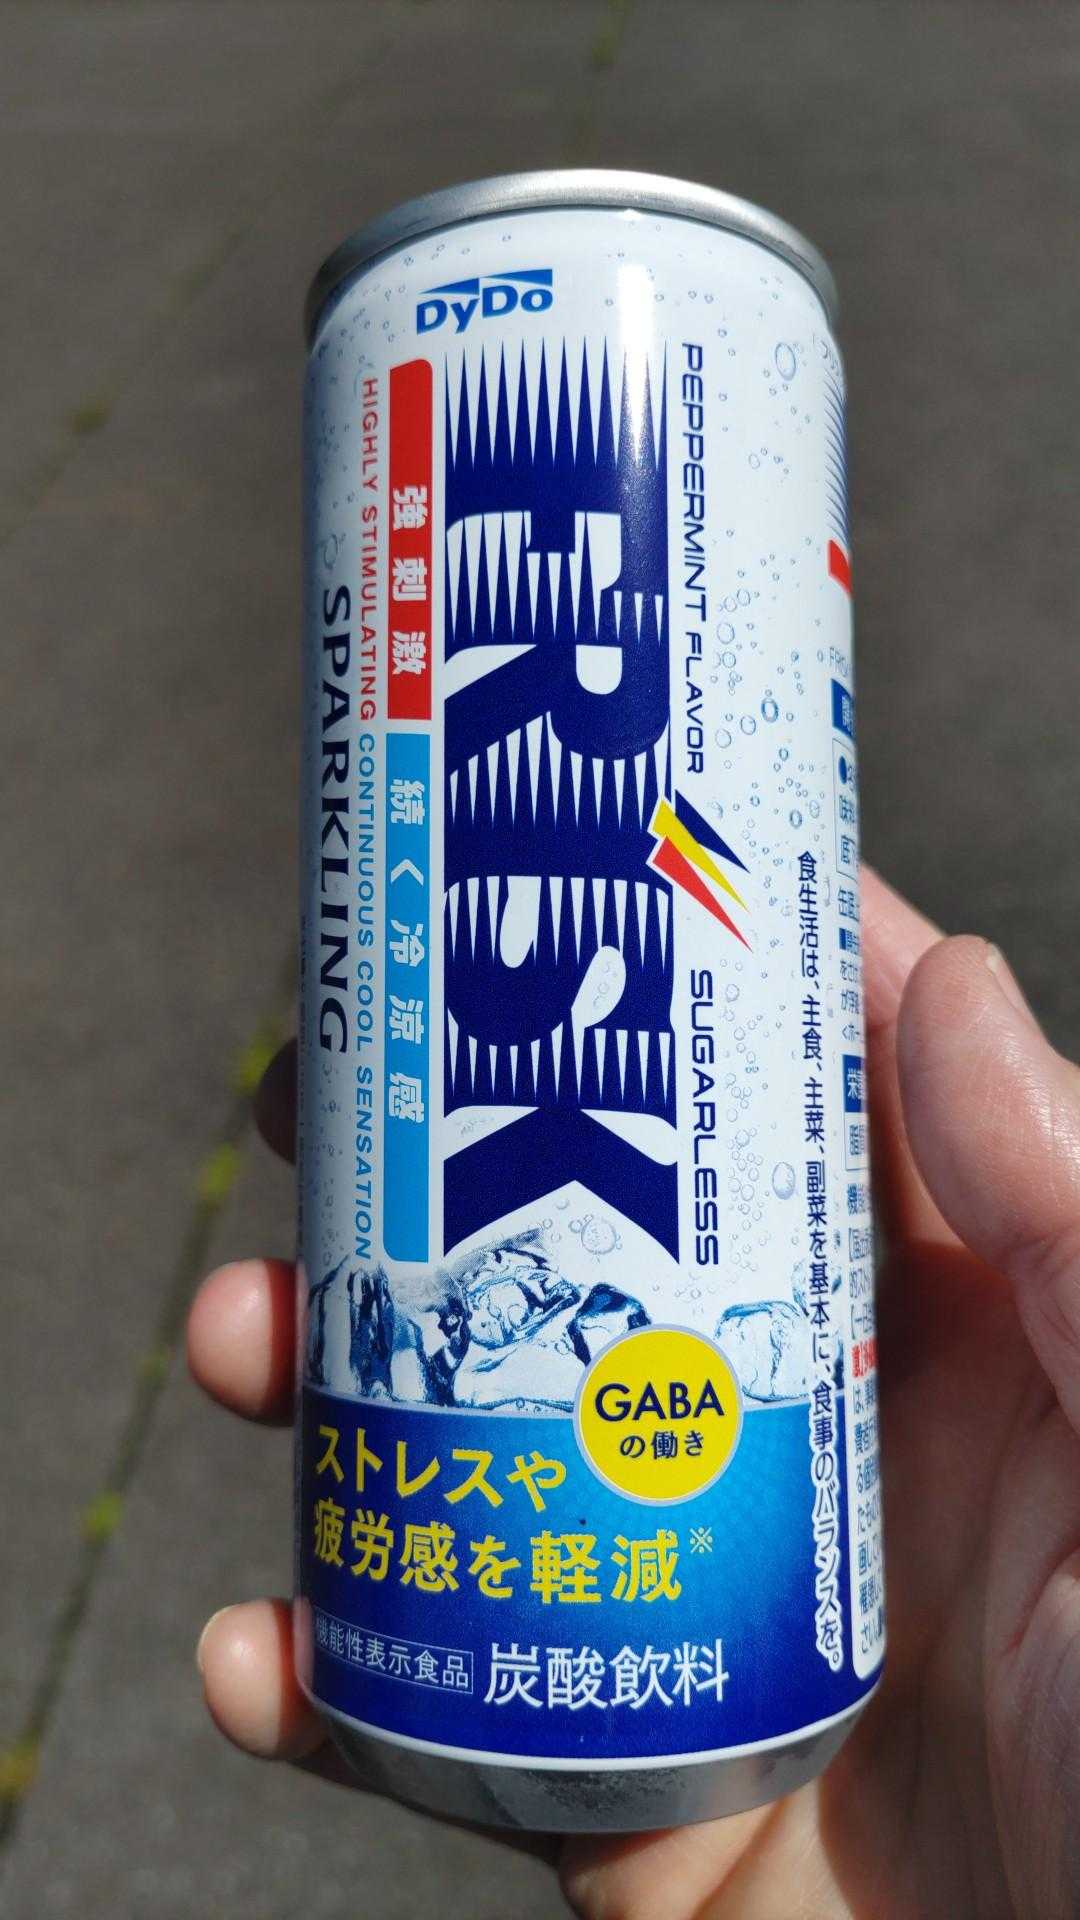 DyDo
PEPPERMINT FLAVOR
SUGARLESS
FRISK
強刺激
続く冷涼感
HIGHLY STIMULATING CONTINUOUS COOL SENSATION
SPARKLING
GABA
の働き
ストレスや
疲労感を軽減※
機能性表示食品
炭酸飲料
食生活は、主食、主菜、副菜を基本に、食事のバランスを。